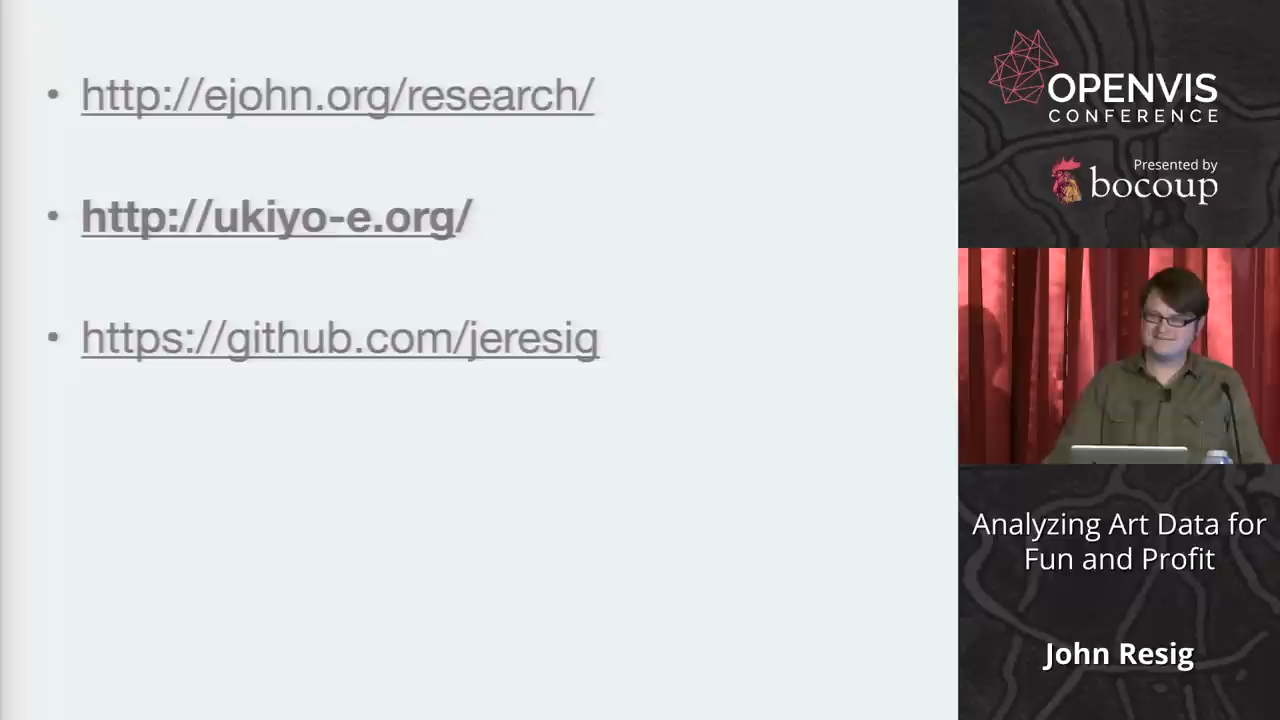 • http://ejohn.org/research/
• http://ukiyo-e.org/
• https://github.com/jeresig
OPENVIS
CONFERENCE
Presented by
bocoup
Analyzing Art Data for
Fun and Profit
John Resig